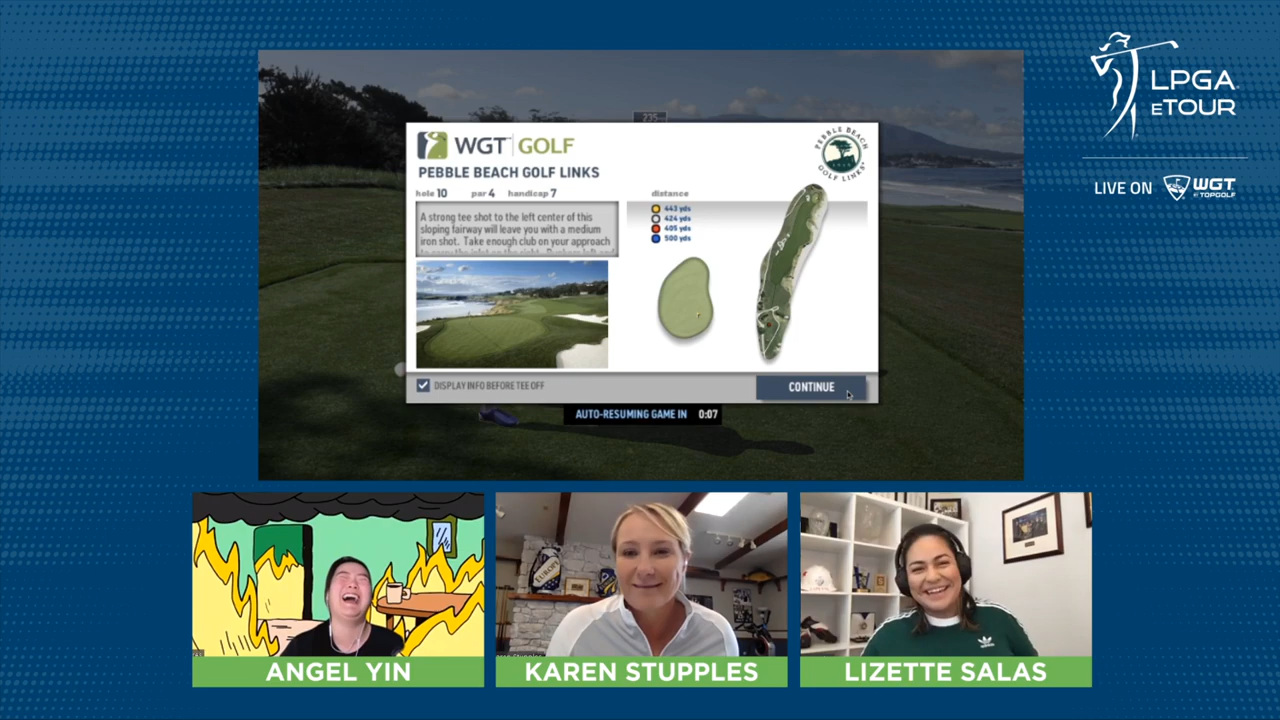 LPGA
eTOUR
LIVE ON WGT
BY TOPGOLF
235
WGT GOLF
PEBBLE BEACH GOLF LINKS
PEBBLE BEACH
GOLF LINKS
hole 10 par 4 handicap 7
distance
443 yds
424 yds
405 yds
500 yds
A strong tee shot to the left center of this
sloping fairway will leave you with a medium
iron shot. Take enough club on your approach
DISPLAY INFO BEFORE TEE OFF
CONTINUE
AUTO-RESUMING GAME IN 0:07
EUROPE
ANGEL YIN
KAREN STUPPLES
LIZETTE SALAS